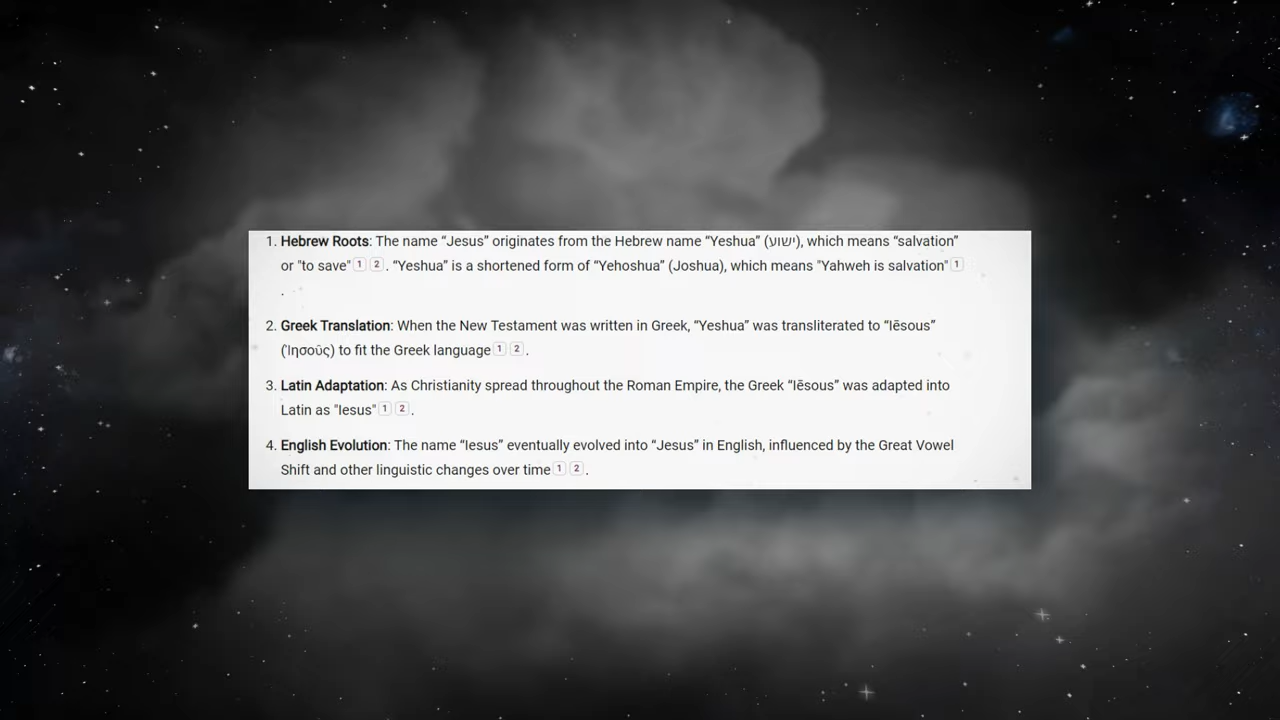 1. Hebrew Roots: The name “Jesus” originates from the Hebrew name “Yeshua” (ישוע), which means “salvation”
or "to save" 1 2 . “Yeshua” is a shortened form of “Yehoshua” (Joshua), which means "Yahweh is salvation" 1
.
2. Greek Translation: When the New Testament was written in Greek, “Yeshua” was transliterated to “Iēsous”
(Ἰησοῦς) to fit the Greek language 1 2 .
3. Latin Adaptation: As Christianity spread throughout the Roman Empire, the Greek “Iēsous” was adapted into
Latin as "Iesus" 1 2 .
4. English Evolution: The name “Iesus” eventually evolved into “Jesus” in English, influenced by the Great Vowel
Shift and other linguistic changes over time 1 2 .